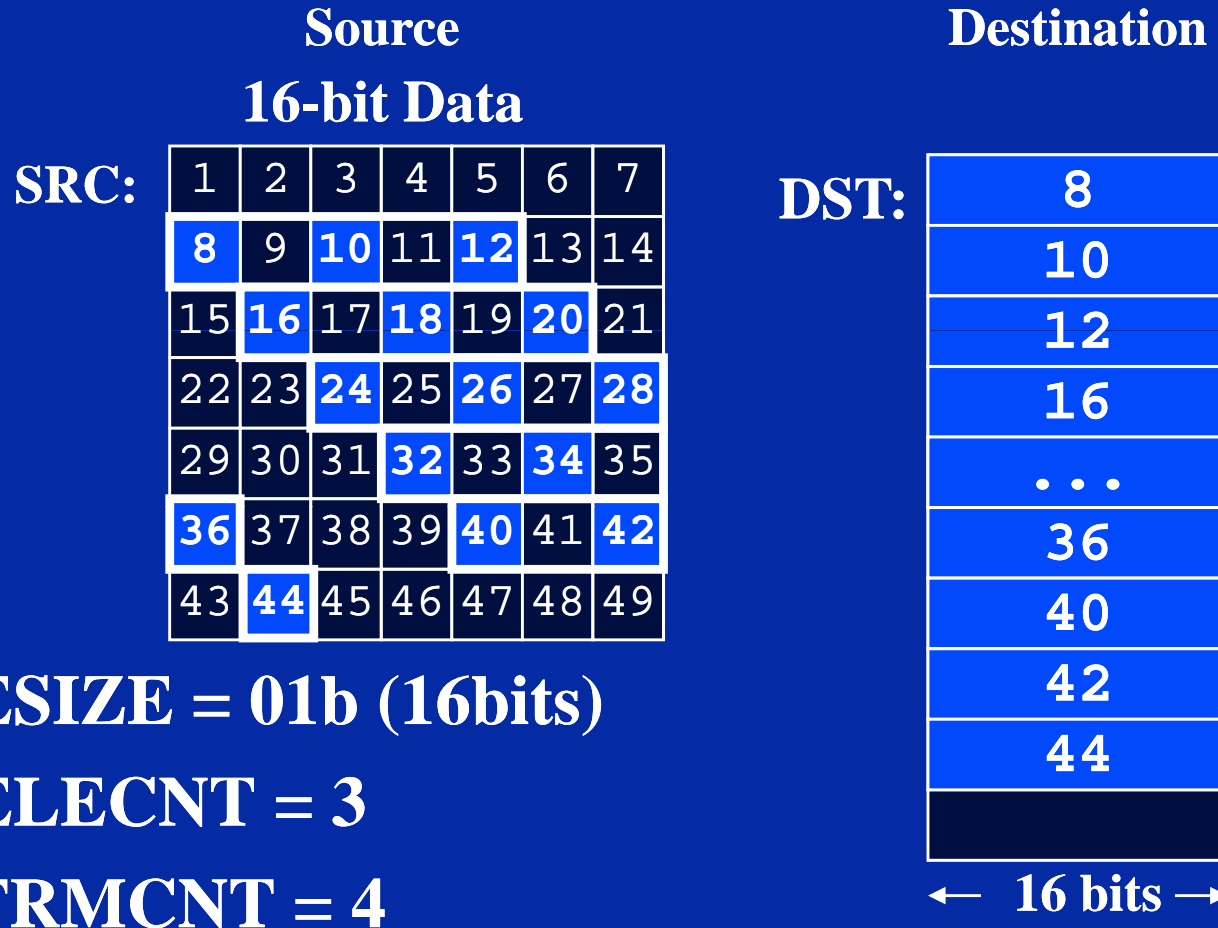 Source
16-bit Data
SRC:
1 2 3 4 5 6 7
8 9 10 11 12 13 14
15 16 17 18 19 20 21
22 23 24 25 26 27 28
29 30 31 32 33 34 35
36 37 38 39 40 41 42
43 44 45 46 47 48 49
ESIZE = 01b (16bits)
ELECNT = 3
FRMCNT = 4
Destination
DST:
8
10
12
16
...
36
40
42
44
← 16 bits →